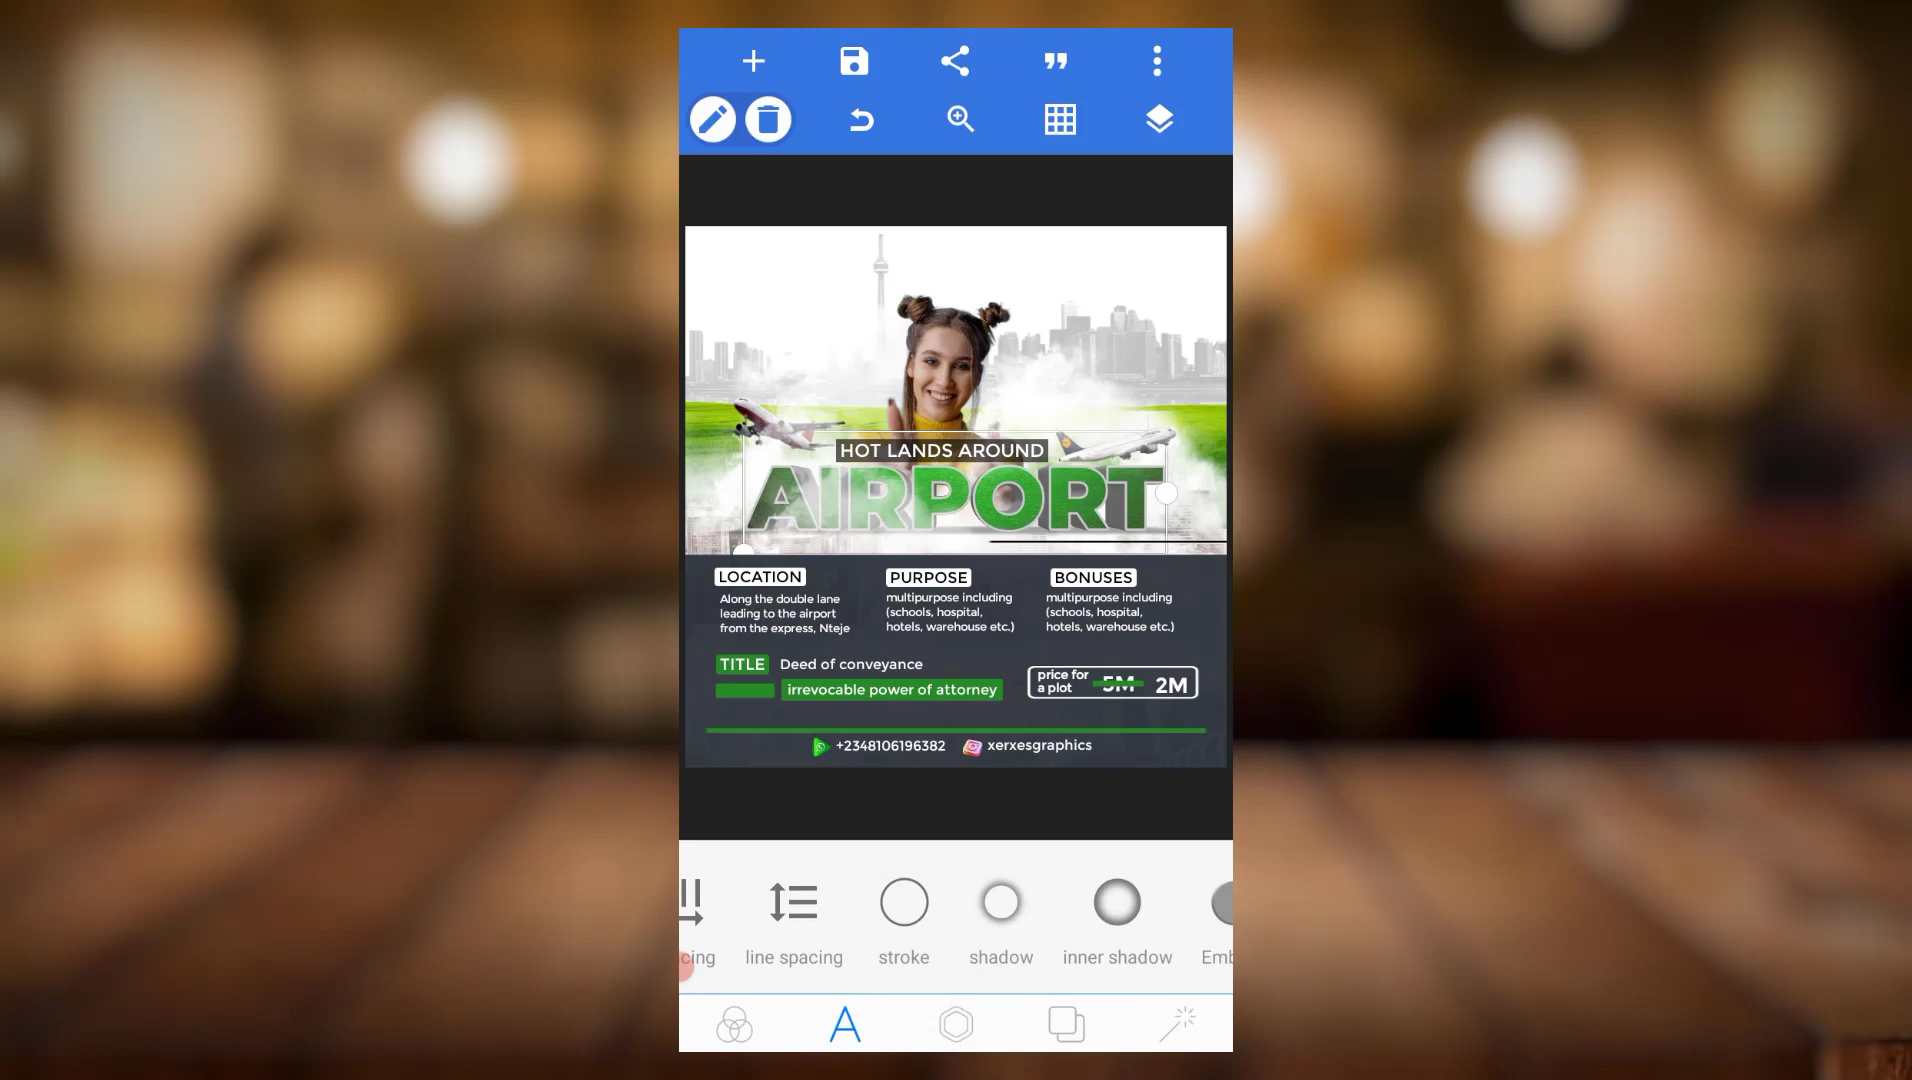 HOT LANDS AROUND
AIRPORT
LOCATION
Along the double lane
leading to the airport
from the express, Nteje
PURPOSE
multipurpose including
(schools, hospital,
hotels, warehouse etc.)
BONUSES
multipurpose including
(schools, hospital,
hotels, warehouse etc.)
TITLE Deed of conveyance
irrevocable power of attorney
price for
a plot
5M 2M
+2348106196382 xerxesgraphics
cing line spacing stroke shadow inner shadow Emb